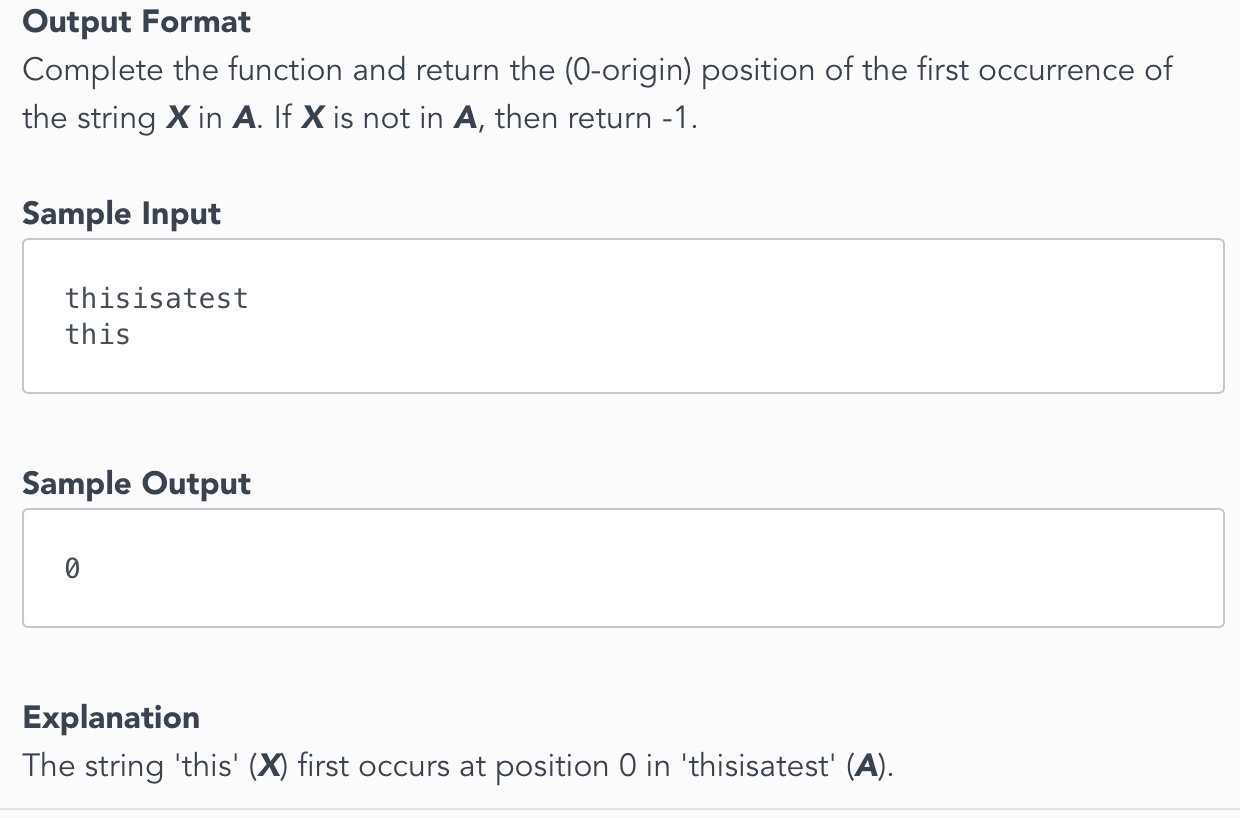 Output Format
Complete the function and return the (0-origin) position of the first occurrence of
the string X in A. If X is not in A, then return -1.
Sample Input
thisisatest
this
Sample Output
0
Explanation
The string 'this' (X) first occurs at position 0 in 'thisisatest' (A).